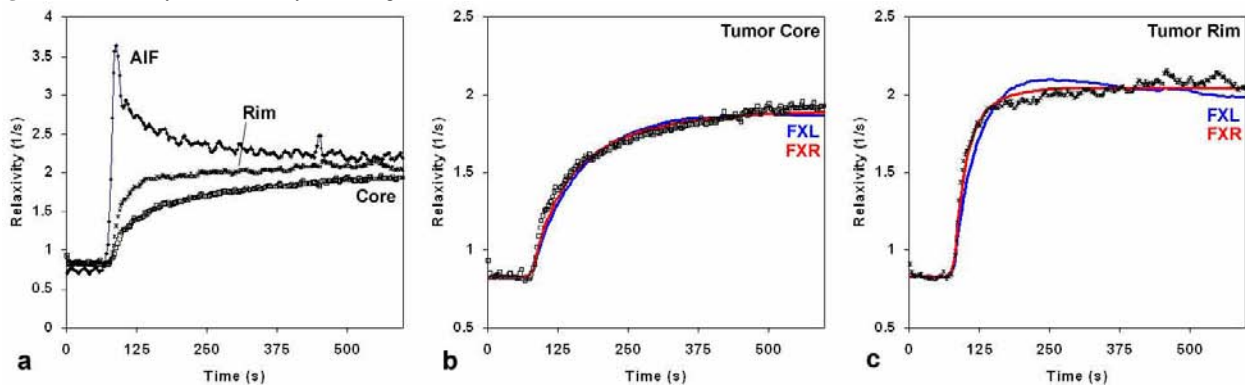 4
3.5
3
2.5
2
1.5
1
0.5
0
Relaxivity (1/s)
AIF
Rim
Core
0 125 250 375 500
Time (s)
a
2.5
2
1.5
1
0.5
Relaxivity (1/s)
Tumor Core
FXL
FXR
0 125 250 375 500
Time (s)
b
2.5
2
1.5
1
0.5
Relaxivity (1/s)
Tumor Rim
FXL
FXR
0 125 250 375 500
Time (s)
c